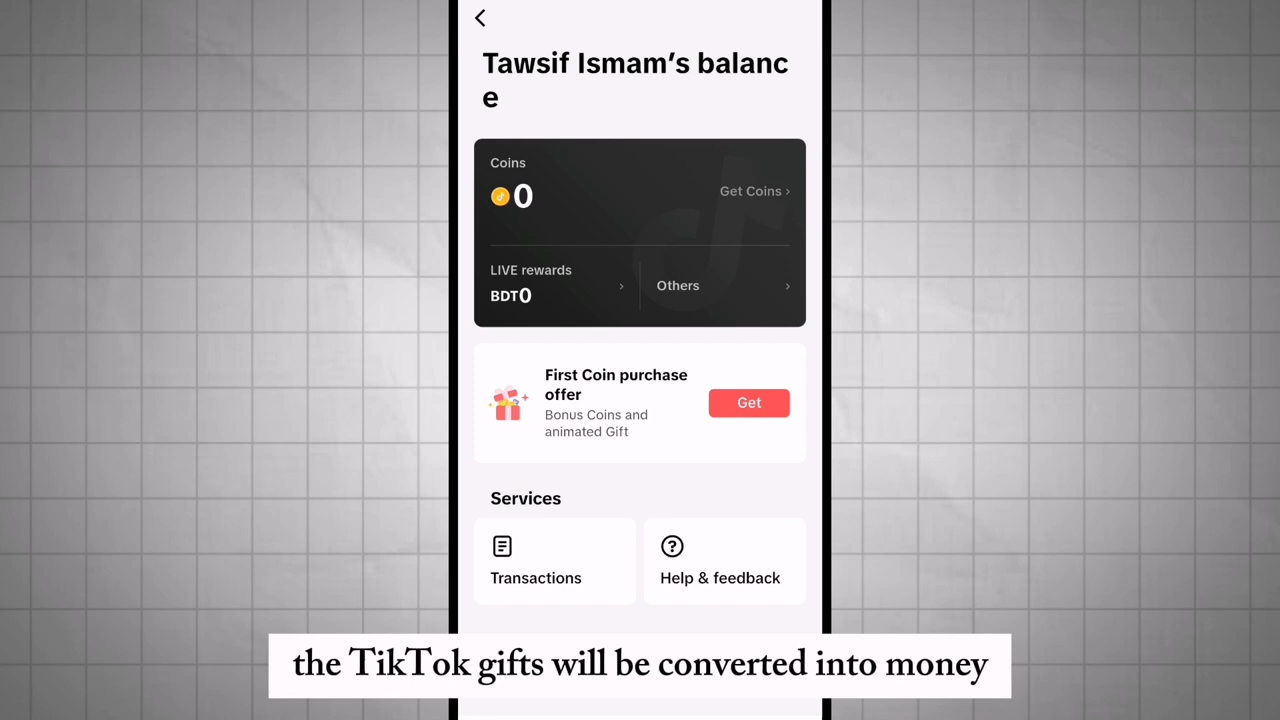 Tawsif Ismam’s balanc
e
Coins
0
Get Coins ›
LIVE rewards
BDT0
Others
First Coin purchase
offer
Bonus Coins and
animated Gift
Get
Services
Transactions
Help & feedback
the TikTok gifts will be converted into money